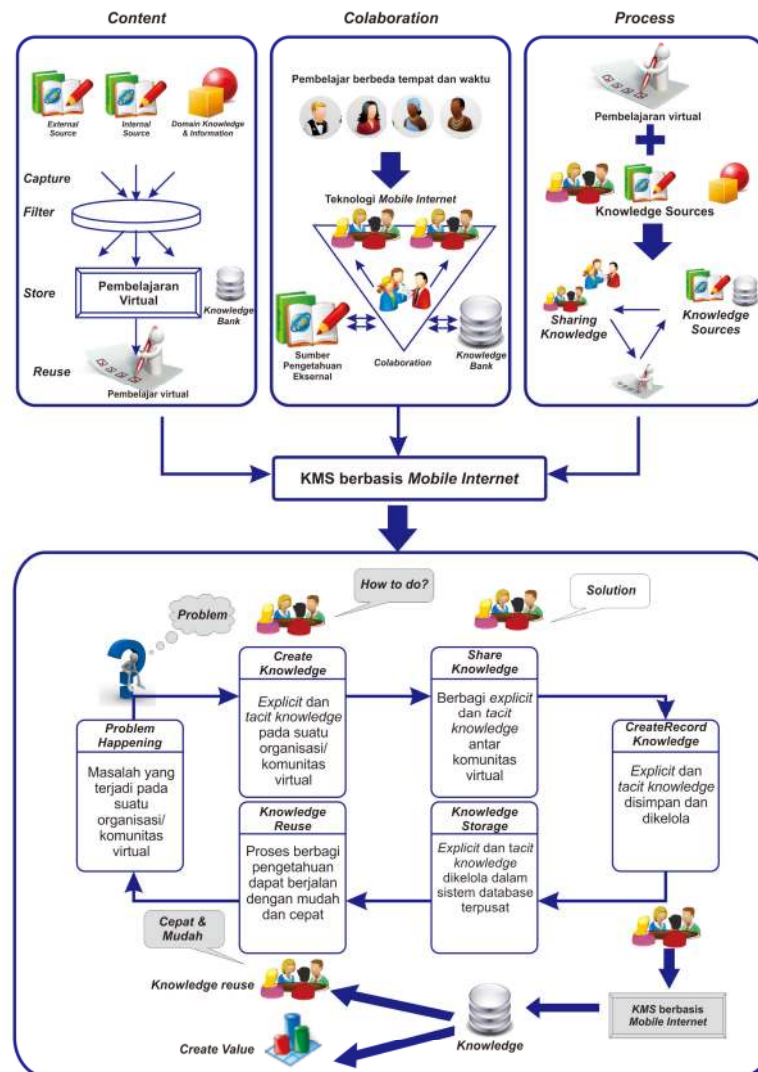 Content
External
Source
Internal
Source
Domain Knowledge
& Information
Capture
Filter
Store
Pembelajaran
Virtual
Knowledge
Bank
Reuse
Pembelajar virtual
Colaboration
Pembelajar berbeda tempat dan waktu
Teknologi Mobile Internet
Sumber
Pengetahuan
Eksernal
Colaboration
Knowledge
Bank
Process
Pembelajaran virtual
Knowledge Sources
Sharing
Knowledge
Knowledge
Sources
KMS berbasis Mobile Internet
Problem
How to do?
Solution
Problem
Happening
Masalah yang
terjadi pada
suatu
organisasi/
komunitas
virtual
Create
Knowledge
Explicit dan
tacit knowledge
pada suatu
organisasi/
komunitas
virtual
Share
Knowledge
Berbagi explicit
dan tacit
knowledge
antar
komunitas
virtual
CreateRecord
Knowledge
Explicit dan
tacit knowledge
disimpan dan
dikelola
Knowledge
Storage
Explicit dan tacit
knowledge
dikelola dalam
sistem database
terpusat
Knowledge
Reuse
Proses berbagi
pengetahuan
dapat berjalan
dengan mudah
dan cepat
Cepat &
Mudah
Knowledge reuse
Create Value
Knowledge
KMS berbasis
Mobile Internet